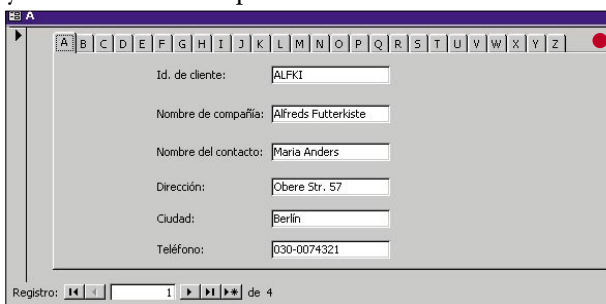 A
A B C D E F G H I J K L M N O P Q R S T U V W X Y Z
Id. de cliente: ALFKI
Nombre de compañía: Alfreds Futterkiste
Nombre del contacto: Maria Anders
Dirección: Obere Str. 57
Ciudad: Berlín
Teléfono: 030-0074321
Registro: 1 de 4